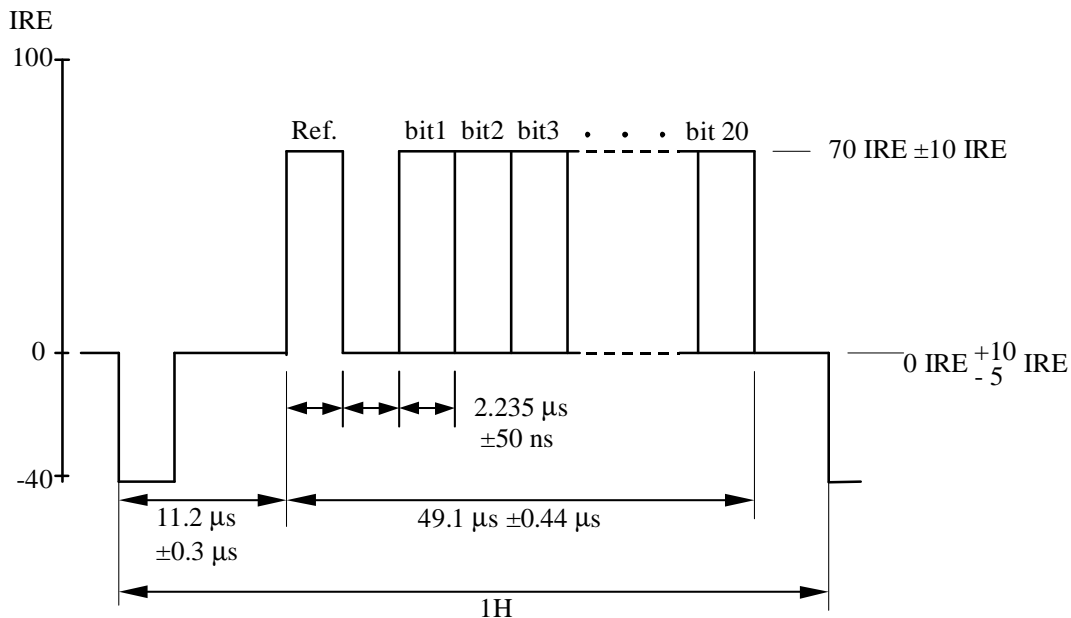 IRE
100
Ref.
bit1 bit2 bit3 . . . bit 20
70 IRE ±10 IRE
0
0 IRE +10 - 5 IRE
2.235 μs
±50 ns
-40
11.2 μs
±0.3 μs
49.1 μs ±0.44 μs
1H